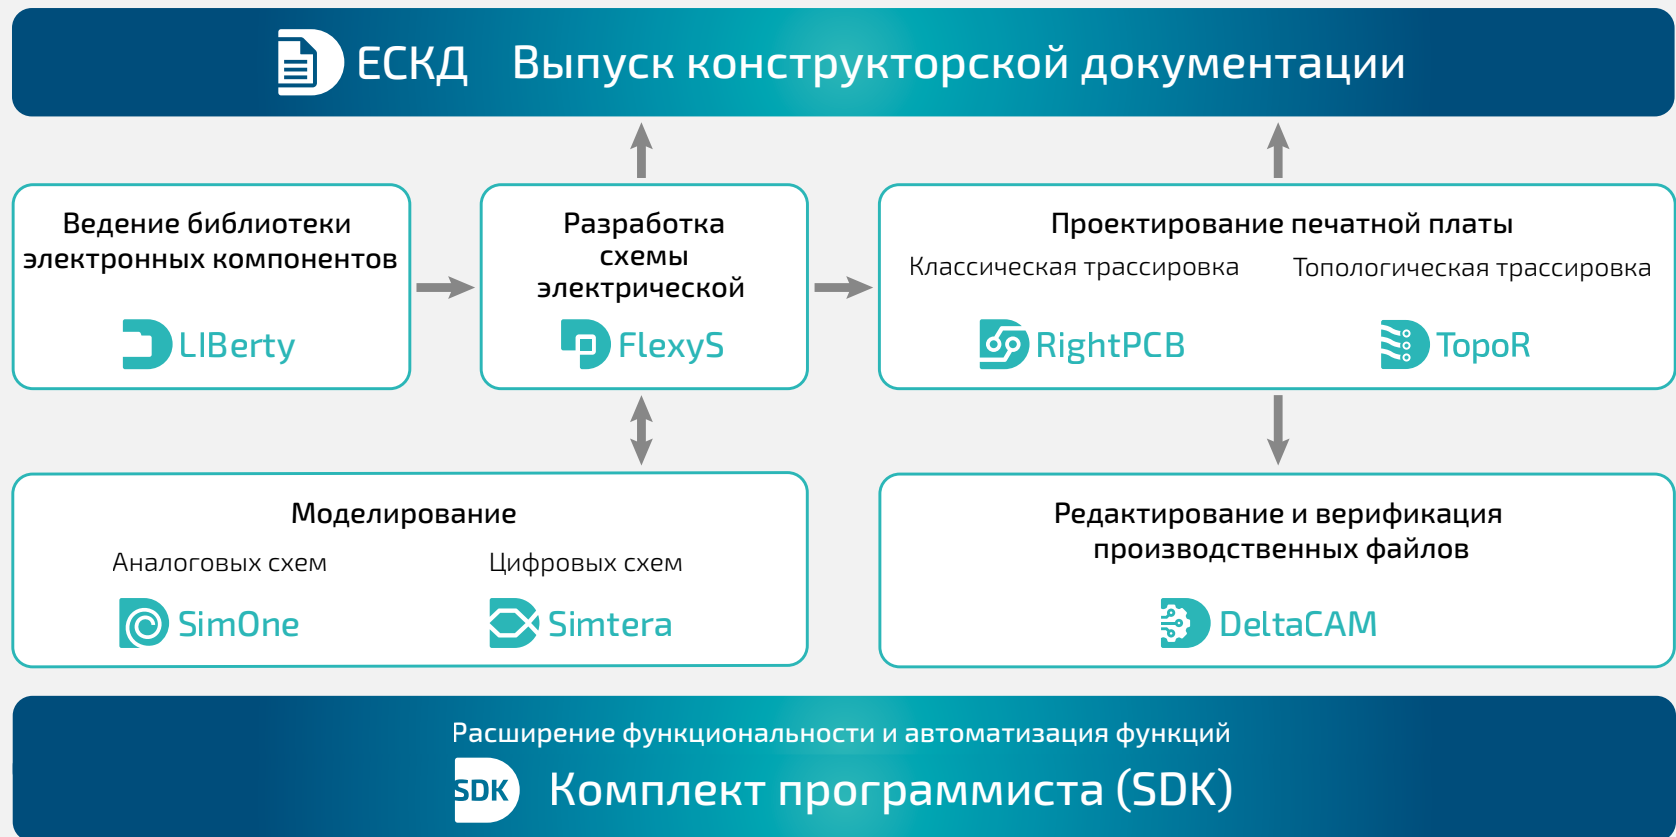 ЕСКД Выпуск конструкторской документации
Ведение библиотеки
электронных компонентов
LIBerty
Разработка
схемы
электрической
FlexyS
Проектирование печатной платы
Классическая трассировка
RightPCB
Топологическая трассировка
TopoR
Моделирование
Аналоговых схем
SimOne
Цифровых схем
Simtera
Редактирование и верификация
производственных файлов
DeltaCAM
Расширение функциональности и автоматизация функций
SDK Комплект программиста (SDK)